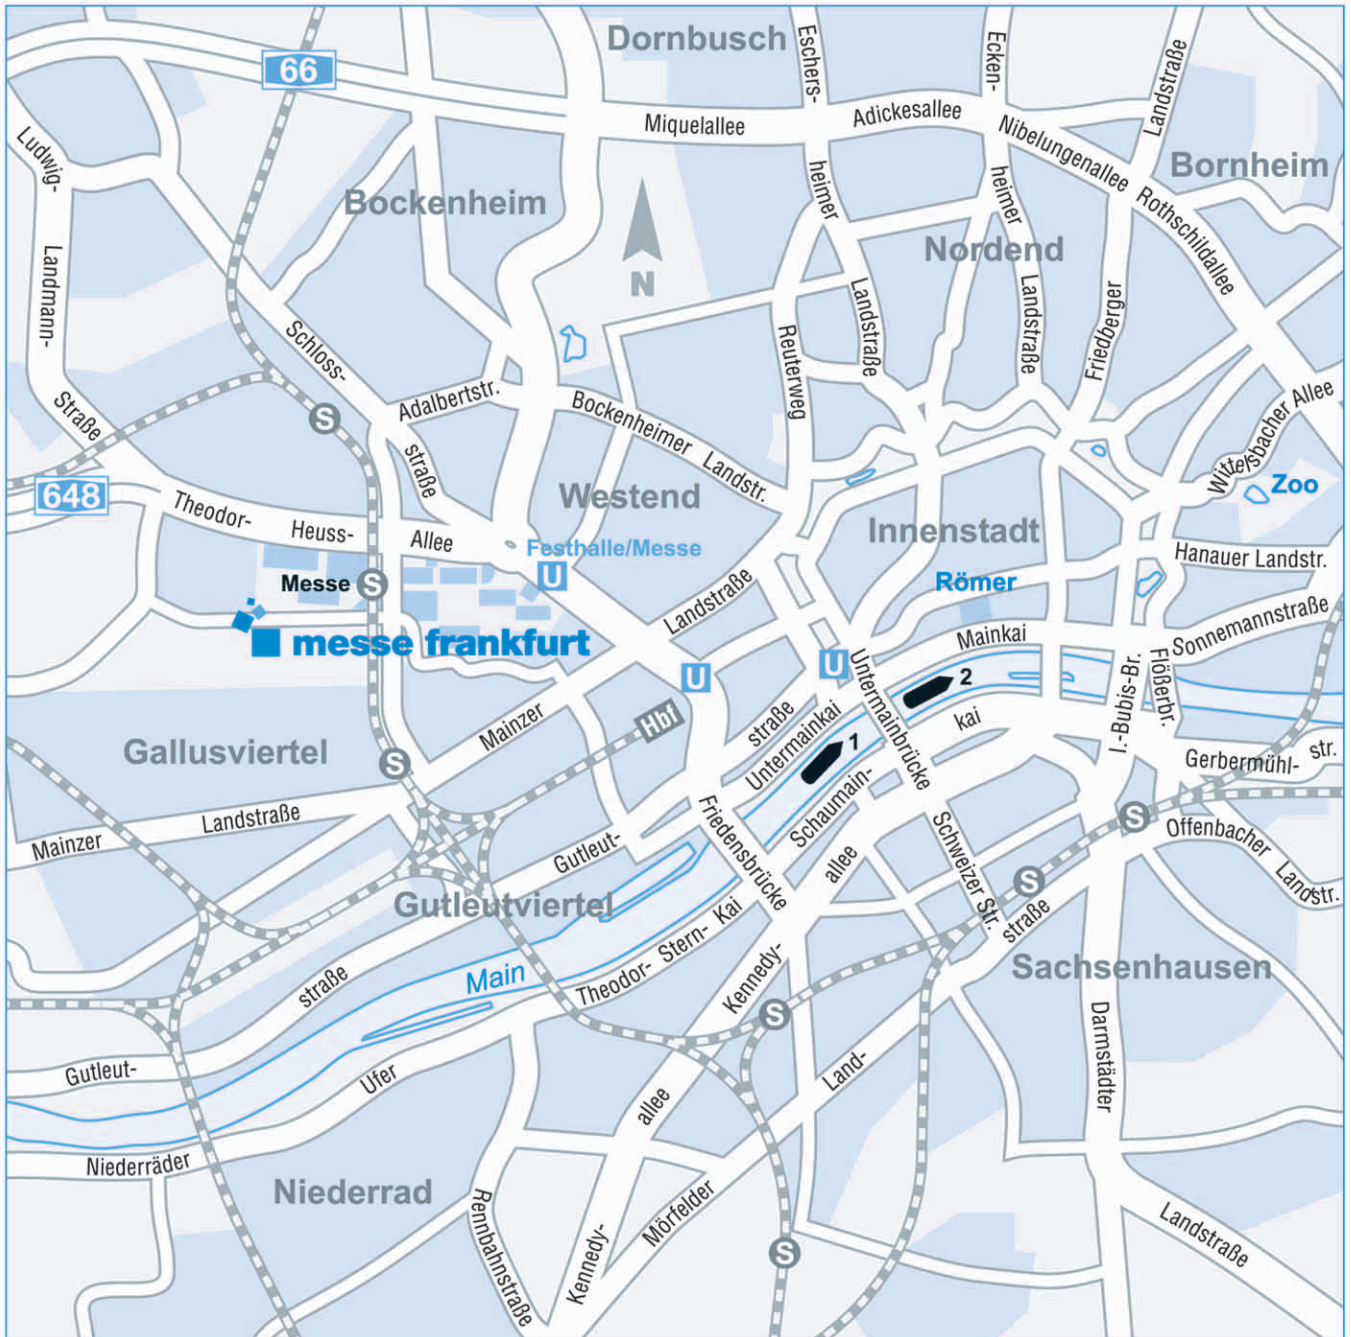 Dornbusch
Eschers-
Ecken-
Landstraße
66
Miquelallee
Adickesallee
Nibelungenallee
Bornheim
Ludwig-
Bockenheim
heimer
heimer
Rothschildallee
Nordend
N
Landmann-
Landstraße
Landstraße
Friedberger
Schloss-
Reuterweg
Straße
Adalbertstr.
S
Bockenheimer Landstr.
Wittelsbacher Allee
straße
648
Westend
Zoo
Theodor-
Heuss-
Allee
Innenstadt
Festhalle/Messe
U
Hanauer Landstr.
Messe
S
Römer
Landstraße
messe frankfurt
Mainkai
Sonnemannstraße
U
U
Untermainbrücke
2
I.-Bubis-Br.
Flößerbr.
Hbf
Mainzer
straße
Untermainkai
kai
1
Gallusviertel
S
Gerbermühl-
str.
Schaumain-
Mainzer
Landstraße
Friedensbrücke
Schweizer Str.
S
Offenbacher
Landstr.
Gutleut-
allee
S
Gutleutviertel
straße
Stern-
Kai
Sachsenhausen
Main
Theodor-
Kennedy-
straße
S
Darmstädter
Gutleut-
Ufer
Land-
allee
Niederräder
Niederrad
Rennbahnstraße
Mörfelder
Kennedy-
S
Landstraße